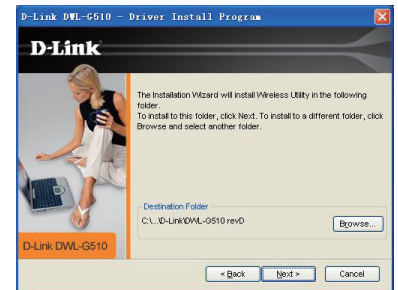 D-Link DWL-G510 - Driver Install Program
D-Link
The Installation Wizard will install Wireless Utility in the following
folder.
To install to this folder, click Next. To install to a different folder, click
Browse and select another folder.
Destination Folder
C:\...\D-Link\DWL-G510 revD
Browse...
D-Link DWL-G510
< Back
Next >
Cancel